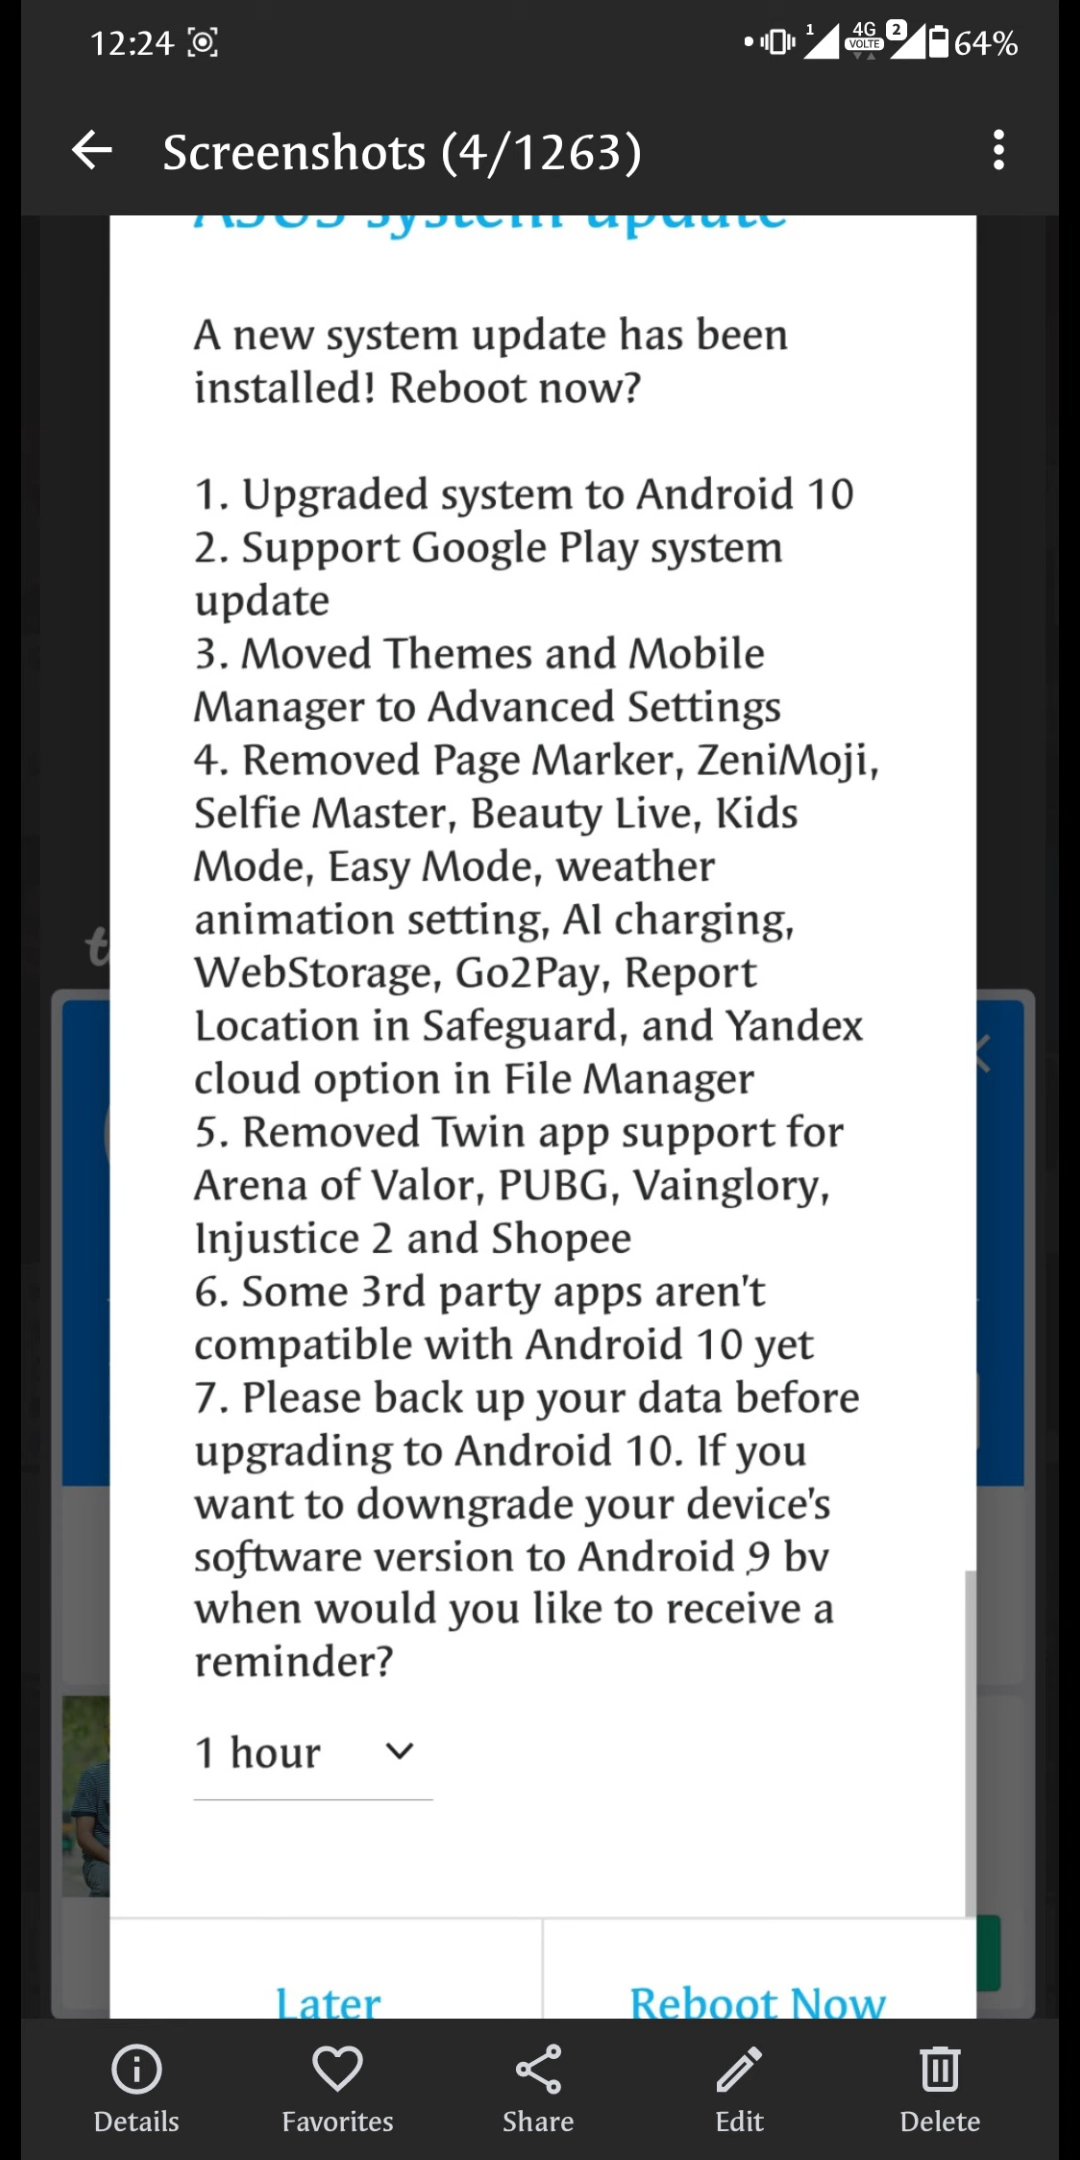 12:24
1 4G VOLTE 2 64%
Screenshots (4/1263)
ASUS system update
A new system update has been
installed! Reboot now?
1. Upgraded system to Android 10
2. Support Google Play system
update
3. Moved Themes and Mobile
Manager to Advanced Settings
4. Removed Page Marker, ZeniMoji,
Selfie Master, Beauty Live, Kids
Mode, Easy Mode, weather
animation setting, AI charging,
WebStorage, Go2Pay, Report
Location in Safeguard, and Yandex
cloud option in File Manager
5. Removed Twin app support for
Arena of Valor, PUBG, Vainglory,
Injustice 2 and Shopee
6. Some 3rd party apps aren't
compatible with Android 10 yet
7. Please back up your data before
upgrading to Android 10. If you
want to downgrade your device's
software version to Android 9 by
when would you like to receive a
reminder?
1 hour
Later Reboot Now
Details Favorites Share Edit Delete